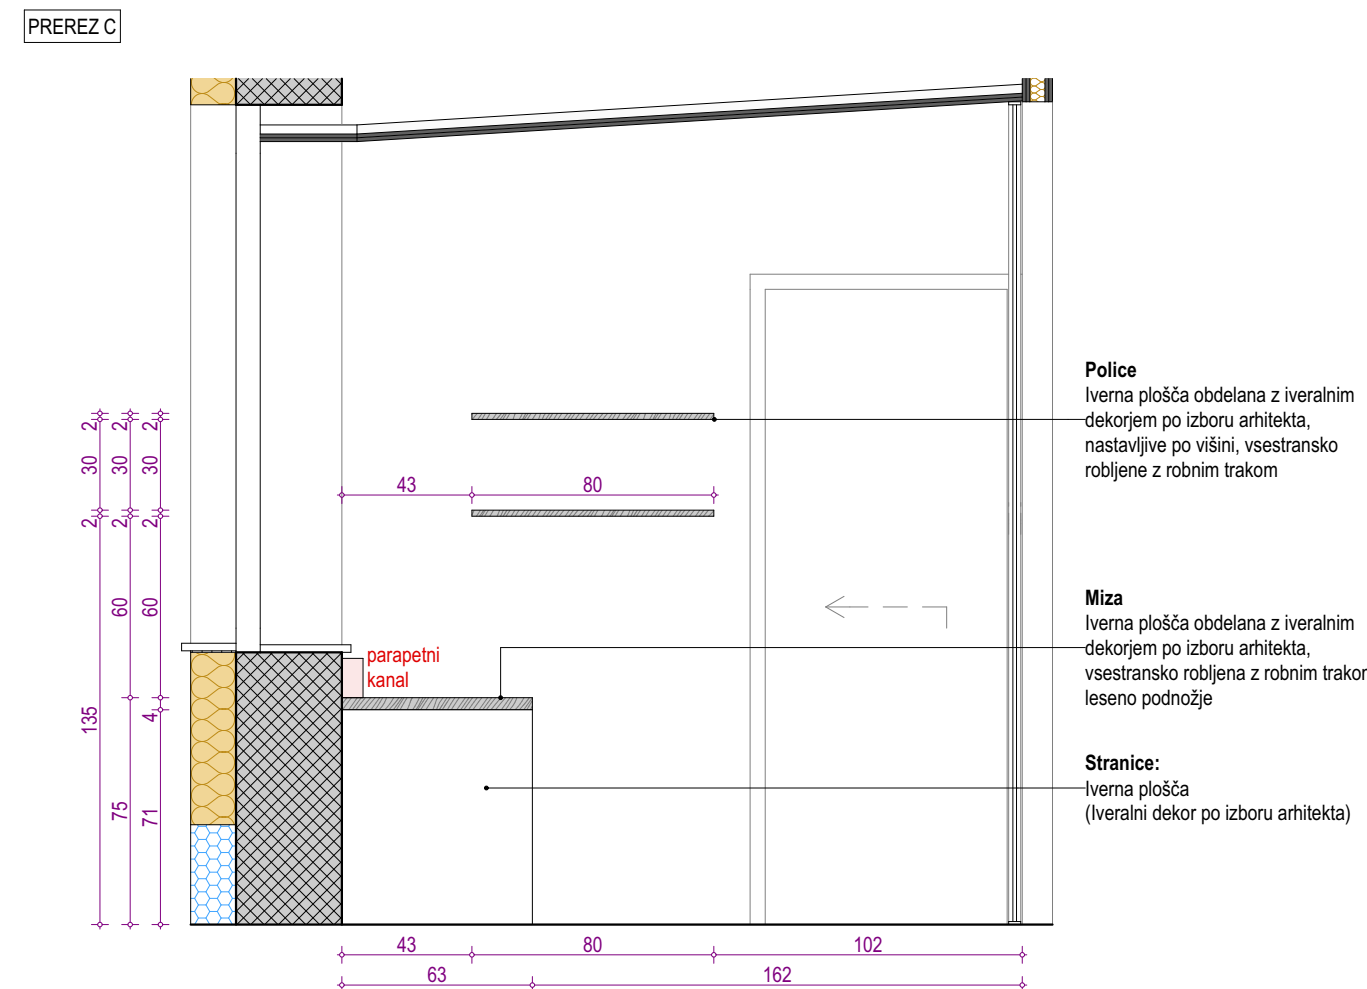 PREREZ C
Police
Iverna plošča obdelana z iveralnim
dekorjem po izboru arhitekta,
nastavljive po višini, vsestransko
robljene z robnim trakom
2 2 2
30 30 30
43 80
2 2 2
60 60
Miza
Iverna plošča obdelana z iveralnim
dekorjem po izboru arhitekta,
vsestransko robljena z robnim trakom
leseno podnožje
parapetni
kanal
135 4
75 71
Stranice:
Iverna plošča
(Iveralni dekor po izboru arhitekta)
43 80 102
63 162